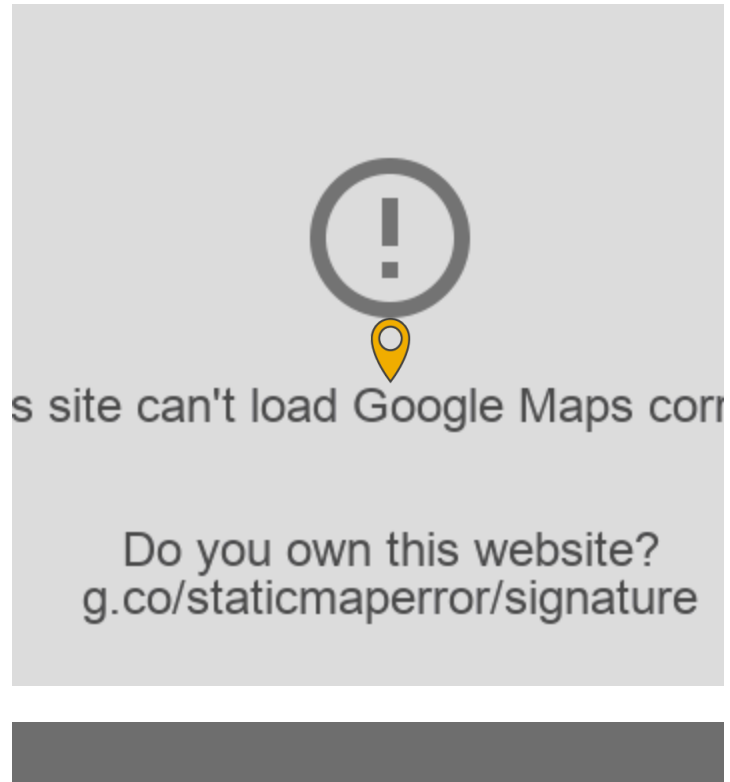 s site can't load Google Maps corr
Do you own this website?
g.co/staticmaperror/signature